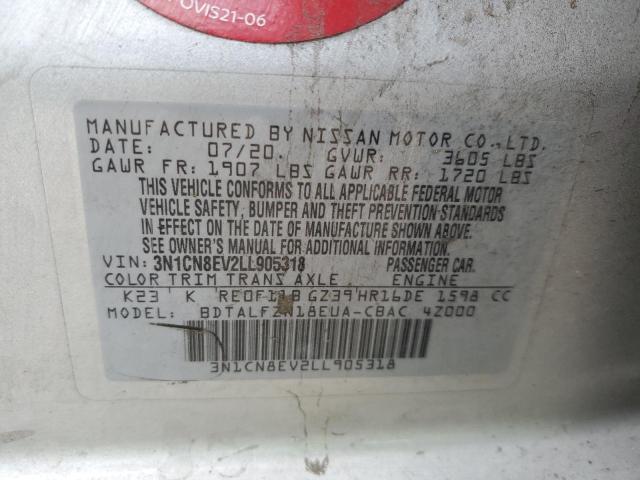 OVIS21-06
MANUFACTURED BY NISSAN MOTOR CO.,LTD.
DATE: 07/20. GVWR: 3605 LBS
GAWR FR: 1907 LBS GAWR RR: 1720 LBS
THIS VEHICLE CONFORMS TO ALL APPLICABLE FEDERAL MOTOR
VEHICLE SAFETY, BUMPER AND THEFT PREVENTION STANDARDS
IN EFFECT ON THE DATE OF MANUFACTURE SHOWN ABOVE.
SEE OWNER'S MANUAL FOR ADDITIONAL INFORMATION.
VIN: 3N1CN8EV2LL905318 PASSENGER CAR.
COLOR TRIM TRANS AXLE ENGINE
K23 K GZ39 HR16DE 1598 CC
MODEL: 4Z000
3N1CN8EV2LL905318